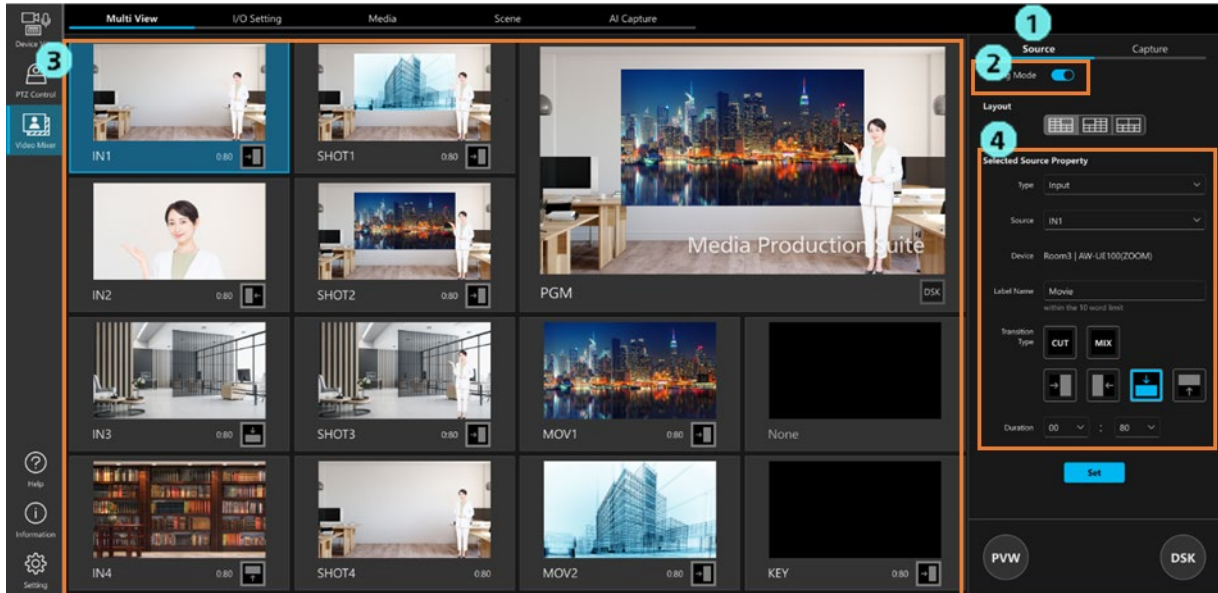 Multi View
I/O Setting
Media
Scene
AI Capture
1
Device
3
PTZ Control
Video Mixer
Help
Information
Setting
IN1
0:80
SHOT1
0:80
IN2
0:80
SHOT2
0:80
Media Production Suite
PGM
DSK
IN3
0:80
SHOT3
0:80
MOV1
0:80
None
IN4
0:80
SHOT4
0:80
MOV2
0:80
KEY
0:80
Source
Capture
2
Mode
Layout
4
Selected Source Property
Type
Input
Source
IN1
Device
Room3 | AW-UE100(ZOOM)
Label Name
Movie
within the 10 word limit
Transition
Type
CUT
MIX
Duration
00
:
80
Set
PVW
DSK